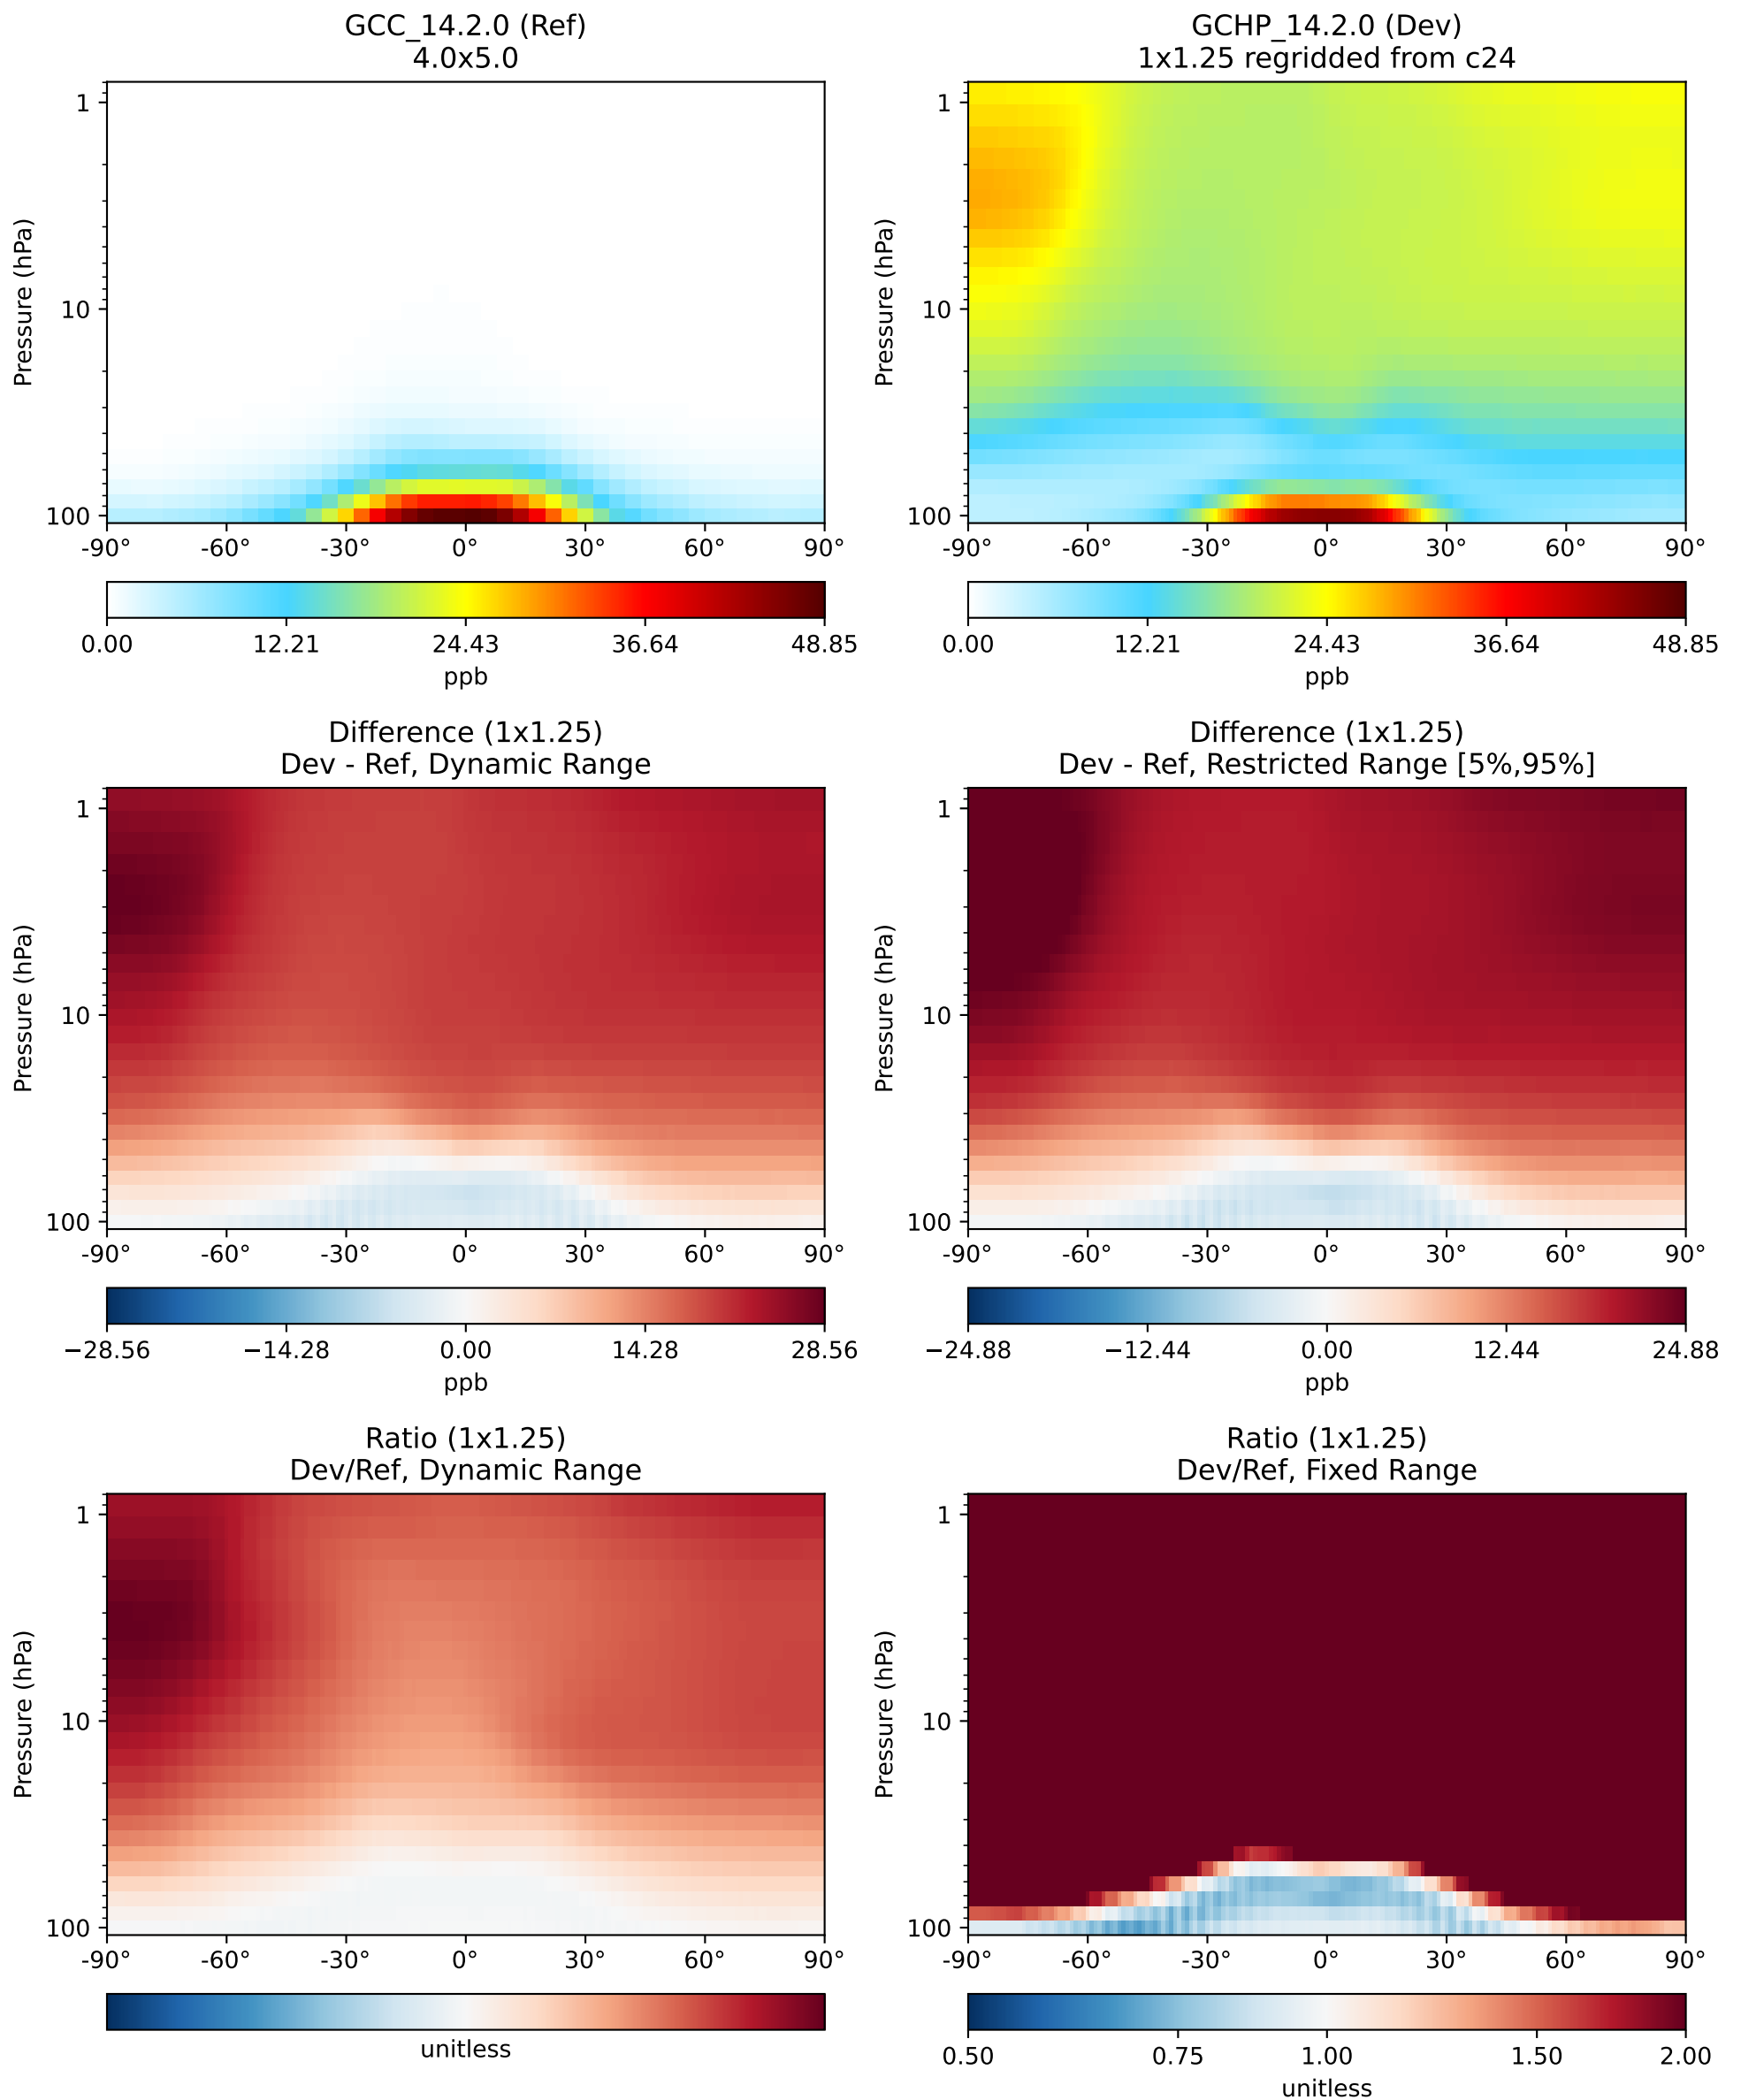 GCC_14.2.0 (Ref)
4.0x5.0
Pressure (hPa)
1
10
100
-90° -60° -30° 0° 30° 60° 90°
0.00 12.21 24.43 36.64 48.85
ppb
GCHP_14.2.0 (Dev)
1x1.25 regridded from c24
Pressure (hPa)
1
10
100
-90° -60° -30° 0° 30° 60° 90°
0.00 12.21 24.43 36.64 48.85
ppb
Difference (1x1.25)
Dev - Ref, Dynamic Range
Pressure (hPa)
1
10
100
-90° -60° -30° 0° 30° 60° 90°
−28.56 −14.28 0.00 14.28 28.56
ppb
Difference (1x1.25)
Dev - Ref, Restricted Range [5%,95%]
Pressure (hPa)
1
10
100
-90° -60° -30° 0° 30° 60° 90°
−24.88 −12.44 0.00 12.44 24.88
ppb
Ratio (1x1.25)
Dev/Ref, Dynamic Range
Pressure (hPa)
1
10
100
-90° -60° -30° 0° 30° 60° 90°
unitless
Ratio (1x1.25)
Dev/Ref, Fixed Range
Pressure (hPa)
1
10
100
-90° -60° -30° 0° 30° 60° 90°
0.50 0.75 1.00 1.50 2.00
unitless